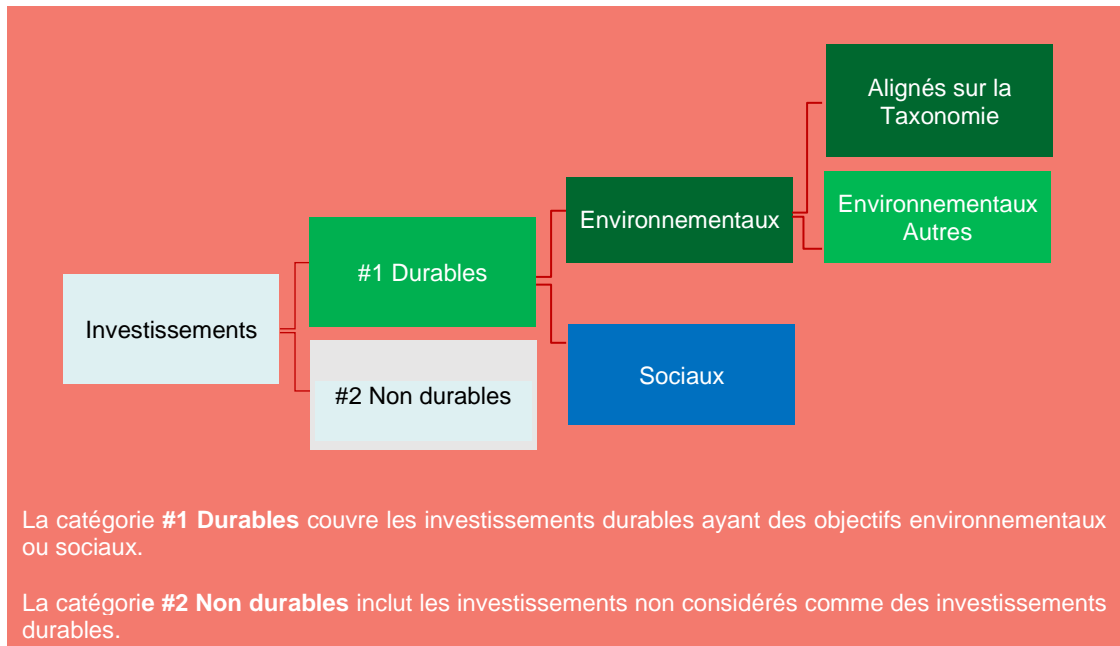 Alignés sur la
Taxonomie
Environnementaux
Environnementaux
Autres
#1 Durables
Investissements
Sociaux
#2 Non durables
La catégorie #1 Durables couvre les investissements durables ayant des objectifs environnementaux
ou sociaux.
La catégorie #2 Non durables inclut les investissements non considérés comme des investissements
durables.